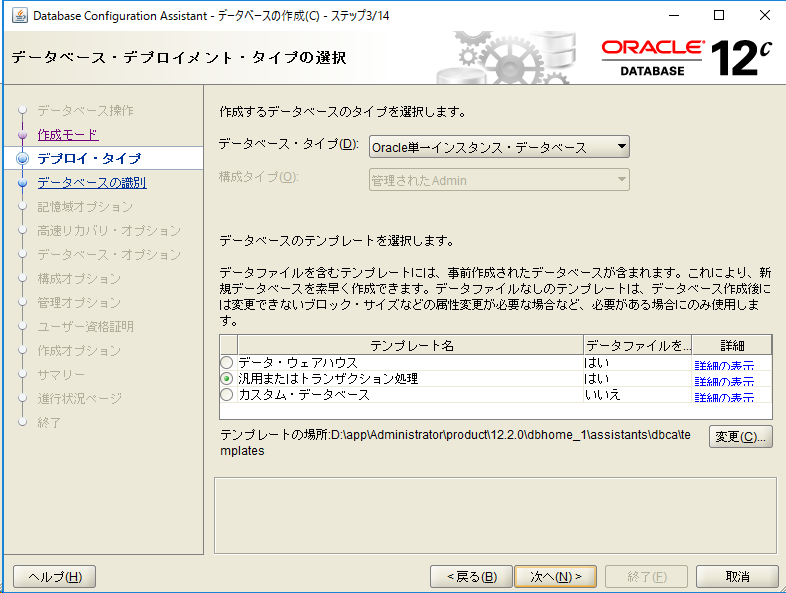 Database Configuration Assistant - データベースの作成(C) - ステップ3/14
データベース・デプロイメント・タイプの選択
ORACLE
DATABASE
12c
データベース操作
作成モード
デプロイ・タイプ
データベースの識別
記憶域オプション
高速リカバリ・オプション
データベース・オプション
構成オプション
管理オプション
ユーザー資格証明
作成オプション
サマリー
進行状況ページ
終了
作成するデータベースのタイプを選択します。
データベース・タイプ(D): Oracle単一インスタンス・データベース
構成タイプ(O): 管理されたAdmin
データベースのテンプレートを選択します。
データファイルを含むテンプレートには、事前作成されたデータベースが含まれます。これにより、新
規データベースを素早く作成できます。データファイルなしのテンプレートは、データベース作成後に
は変更できないブロック・サイズなどの属性変更が必要な場合など、必要がある場合にのみ使用しま
す。
テンプレート名 データファイルを... 詳細
データ・ウェアハウス はい 詳細の表示
汎用またはトランザクション処理 はい 詳細の表示
カスタム・データベース いいえ 詳細の表示
テンプレートの場所:D:\app\Administrator\product\12.2.0\dbhome_1\assistants\dbca\te
mplates
変更(C)...
ヘルプ(H) <戻る(B) 次へ(N)> 終了(F) 取消